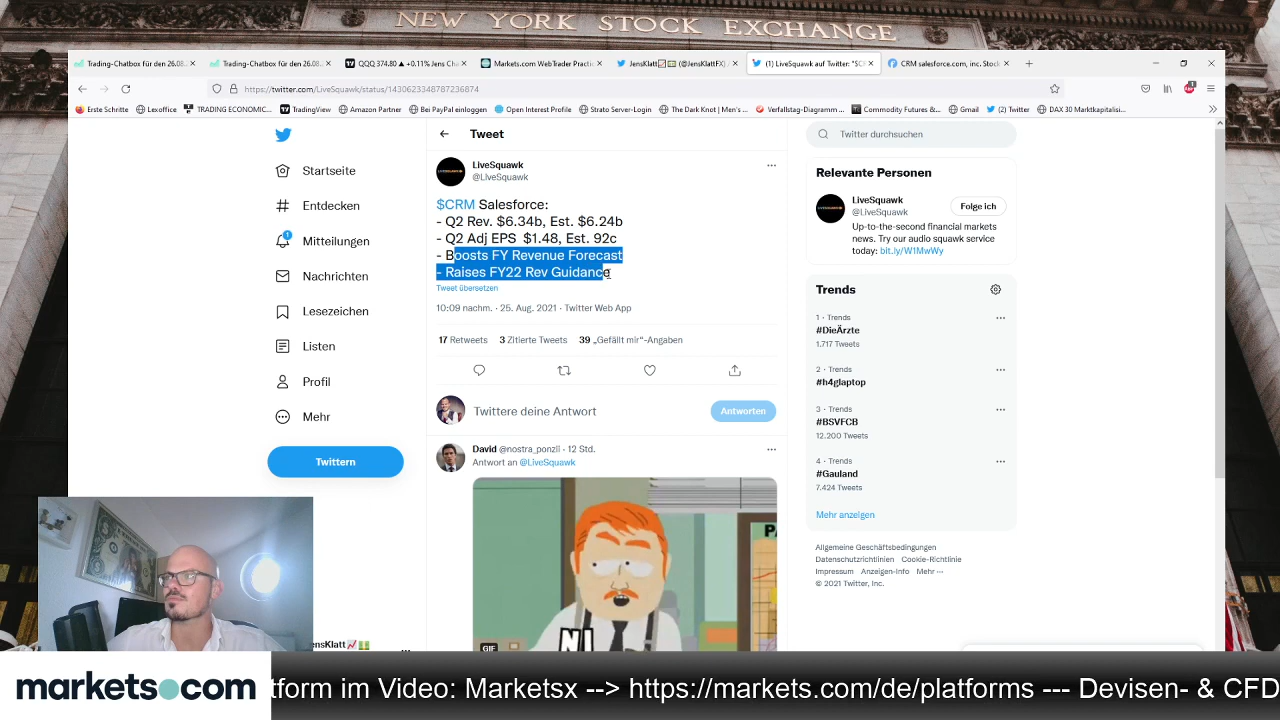 NEW YORK STOCK EXCHANGE
Trading-Chatbox für den 26.08.
Trading-Chatbox für den 26.08.
QQQ 374.80 ▲ +0.11% Jens Cha
Markets.com WebTrader Practic
JensKlatt📈💵 (@JensKlattFX) /
(1) LiveSquawk auf Twitter: "$CR
CRM salesforce.com, inc. Stock
https://twitter.com/LiveSquawk/status/1430623348787236874
Erste Schritte
Lexoffice
TRADING ECONOMIC...
TradingView
Amazon Partner
Bei PayPal einloggen
Open Interest Profile
Strato Server-Login
The Dark Knot | Men's ...
Verfallstag-Diagramm ...
Commodity Futures &...
Gmail
(2) Twitter
DAX 30 Marktkapitalisi...
Startseite
Entdecken
1
Mitteilungen
Nachrichten
Lesezeichen
Listen
Profil
Mehr
Twittern
Tweet
LiveSquawk
@LiveSquawk
$CRM Salesforce:
- Q2 Rev. $6.34b, Est. $6.24b
- Q2 Adj EPS $1.48, Est. 92c
- Boosts FY Revenue Forecast
- Raises FY22 Rev Guidance
Tweet übersetzen
10:09 nachm. · 25. Aug. 2021 · Twitter Web App
17 Retweets 3 Zitierte Tweets 39 „Gefällt mir“-Angaben
Twittere deine Antwort
Antworten
David @nostra_ponzil · 12 Std.
Antwort an @LiveSquawk
PA
NI
GIF
Twitter durchsuchen
Relevante Personen
LiveSquawk
@LiveSquawk
Folge ich
Up-to-the-second financial markets
news. Try our audio squawk service
today: bit.ly/W1MwWy
Trends
1 · Trends
#DieÄrzte
1.717 Tweets
2 · Trends
#h4glaptop
3 · Trends
#BSVFCB
12.200 Tweets
4 · Trends
#Gauland
7.424 Tweets
Mehr anzeigen
Allgemeine Geschäftsbedingungen
Datenschutzrichtlinien Cookie-Richtlinie
Impressum Anzeigen-Info Mehr ···
© 2021 Twitter, Inc.
ensKlatt📈💵
markets.com
tform im Video: Marketsx --> https://markets.com/de/platforms --- Devisen- & CFD